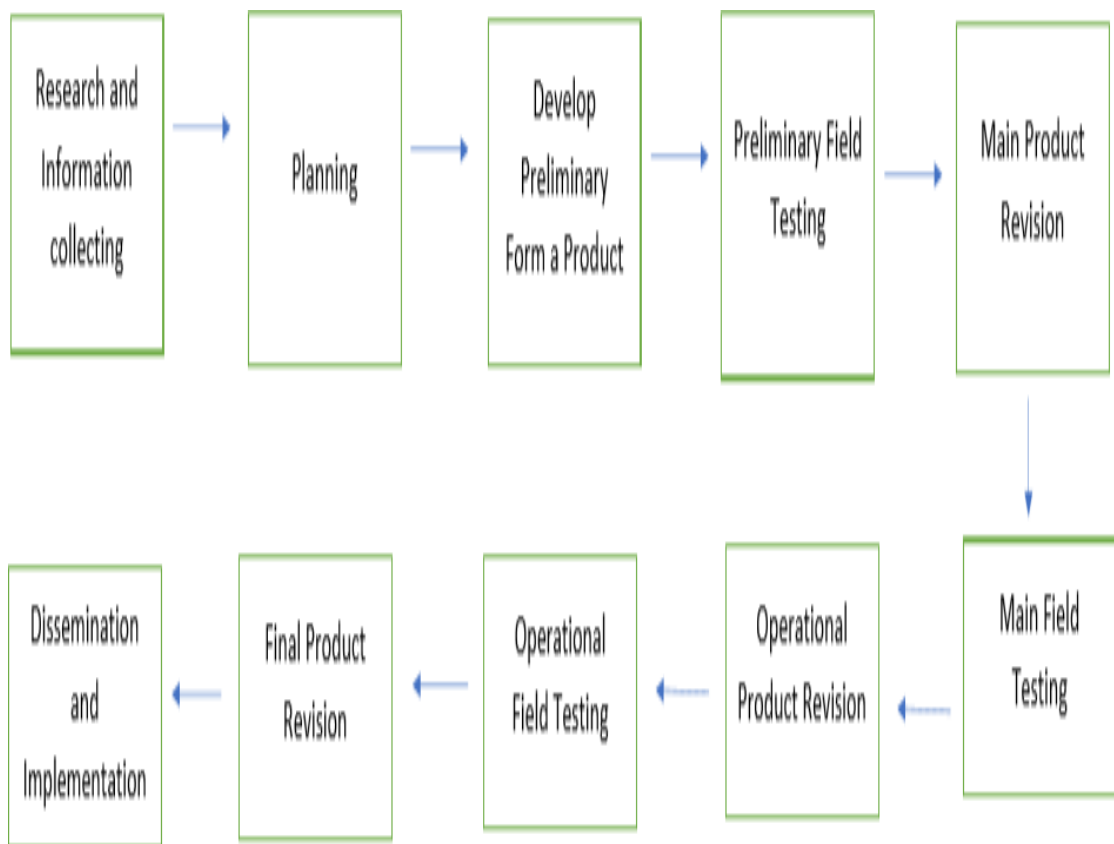 Research and
Information
collecting
Planning
Develop
Preliminary
Form a Product
Preliminary Field
Testing
Main Product
Revision
Main Field
Testing
Operational
Product Revision
Operational
Field Testing
Final Product
Revision
Dissemination
and
Implementation